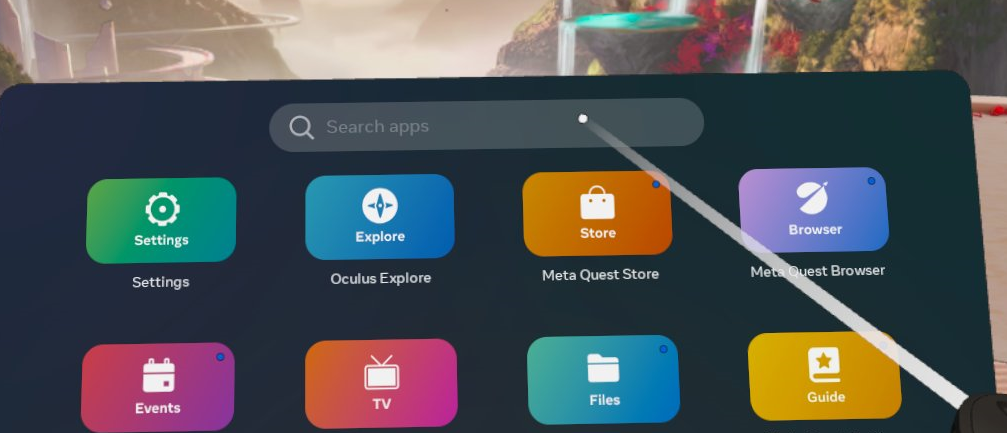 Search apps
Settings
Explore
Store
Browser
Settings
Oculus Explore
Meta Quest Store
Meta Quest Browser
Events
TV
Files
Guide